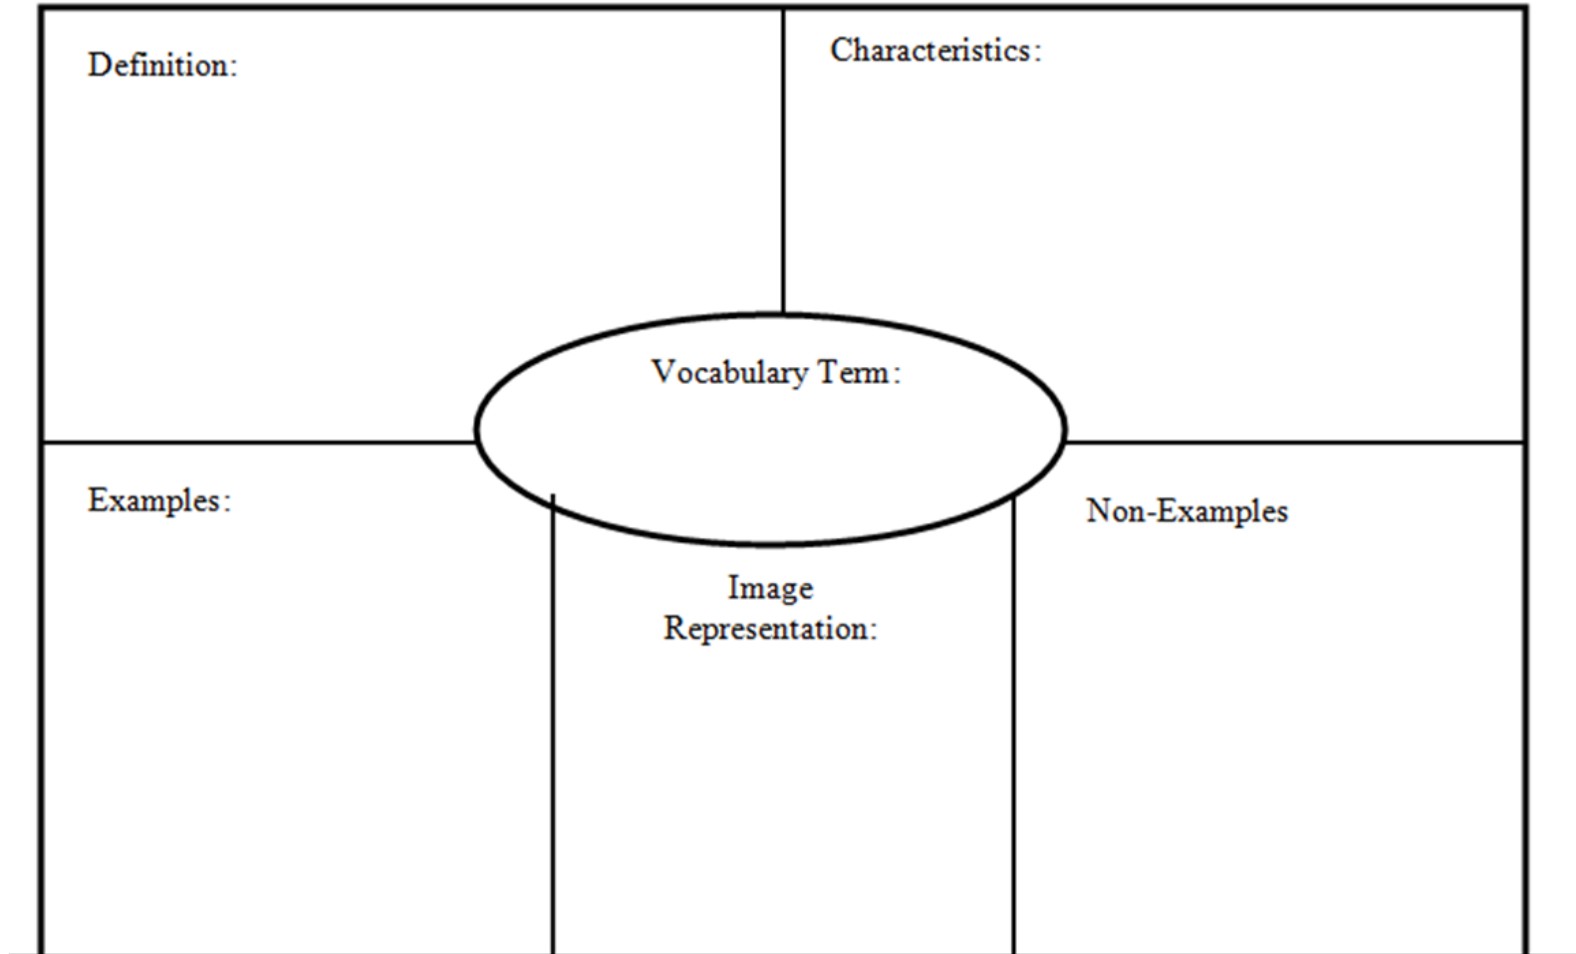 Definition:
Characteristics:
Vocabulary Term:
Examples:
Non-Examples
Image
Representation: